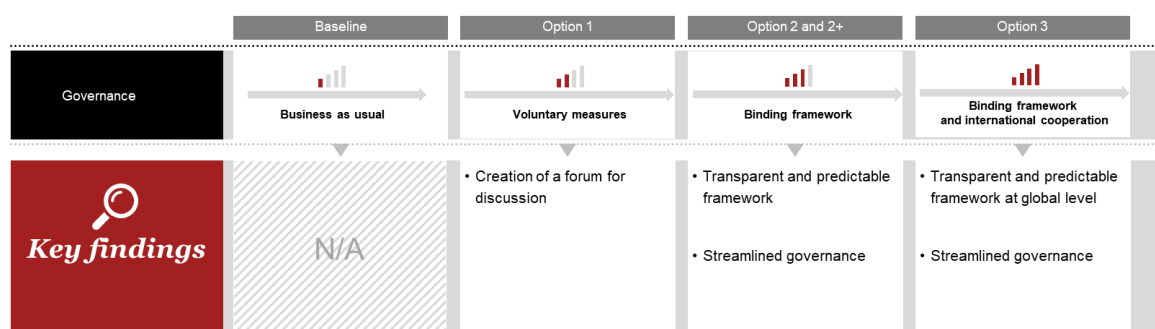 Baseline
Option 1
Option 2 and 2+
Option 3
Governance
Business as usual
Voluntary measures
Binding framework
Binding framework
and international cooperation
Key findings
N/A
• Creation of a forum for
discussion
• Transparent and predictable
framework
• Streamlined governance
• Transparent and predictable
framework at global level
• Streamlined governance